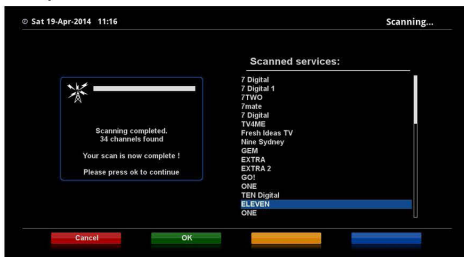 Sat 19-Apr-2014 11:16
Scanning...
Scanned services:
Scanning completed.
34 channels found
Your scan is now complete !
Please press ok to continue
7 Digital
7 Digital 1
7TWO
7mate
7 Digital
TV4ME
Fresh Ideas TV
Nine Sydney
GEM
EXTRA
EXTRA 2
GO!
ONE
TEN Digital
ELEVEN
ONE
Cancel
OK